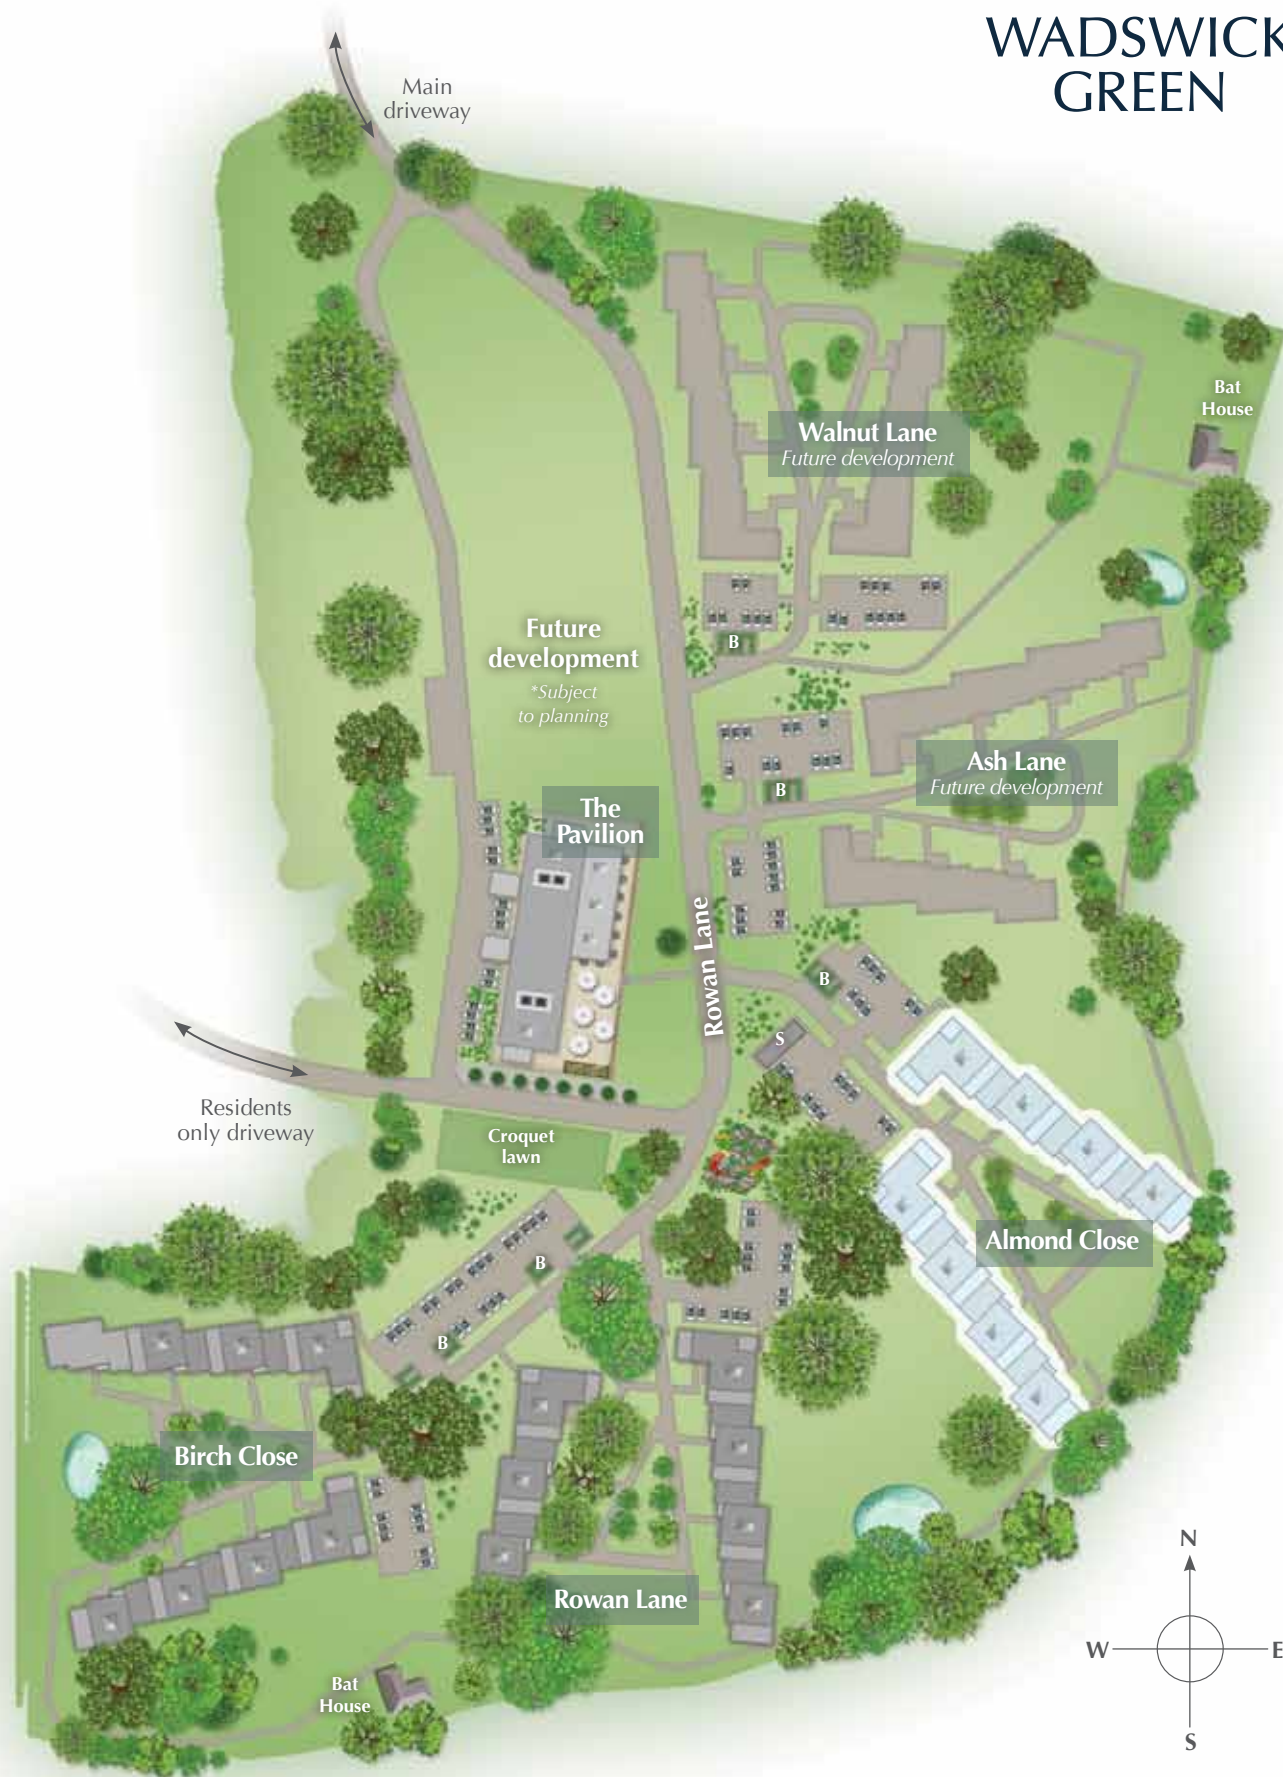 WADSWICK
GREEN
Main
driveway
Bat
House
Walnut Lane
Future development
Future
development
*Subject
to planning
B
Ash Lane
Future development
B
The
Pavilion
Rowan Lane
B
S
Residents
only driveway
Croquet
lawn
Almond Close
B
B
Birch Close
Rowan Lane
Bat
House
N
W
E
S